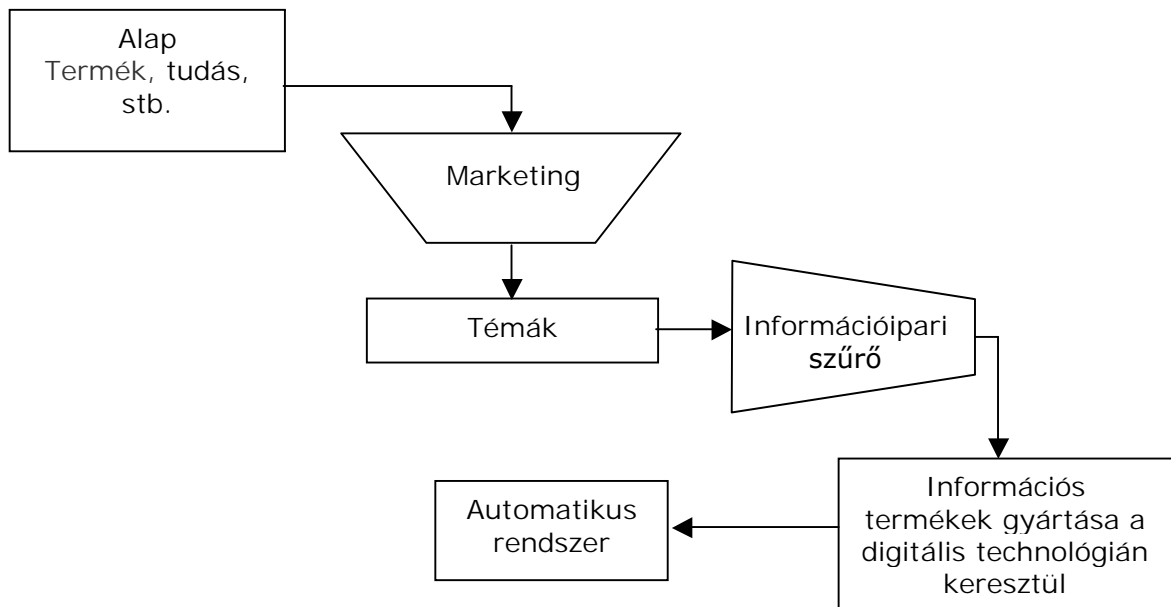 Alap
Termék, tudás,
stb.
Marketing
Témák
Információipari
szűrő
Információs
termékek gyártása a
digitális technológián
keresztül
Automatikus
rendszer